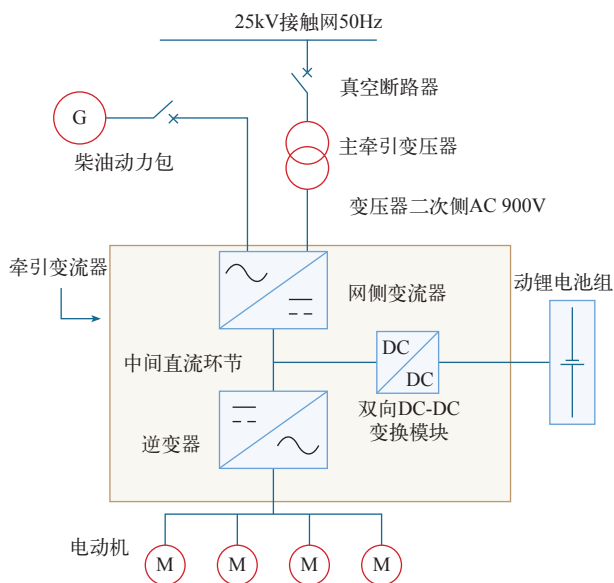 25kV接触网50Hz
真空断路器
G
柴油动力包
主牵引变压器
变压器二次侧AC 900V
牵引变流器
网侧变流器
动锂电池组
中间直流环节
DC
DC
双向DC-DC
变换模块
逆变器
电动机
M
M
M
M